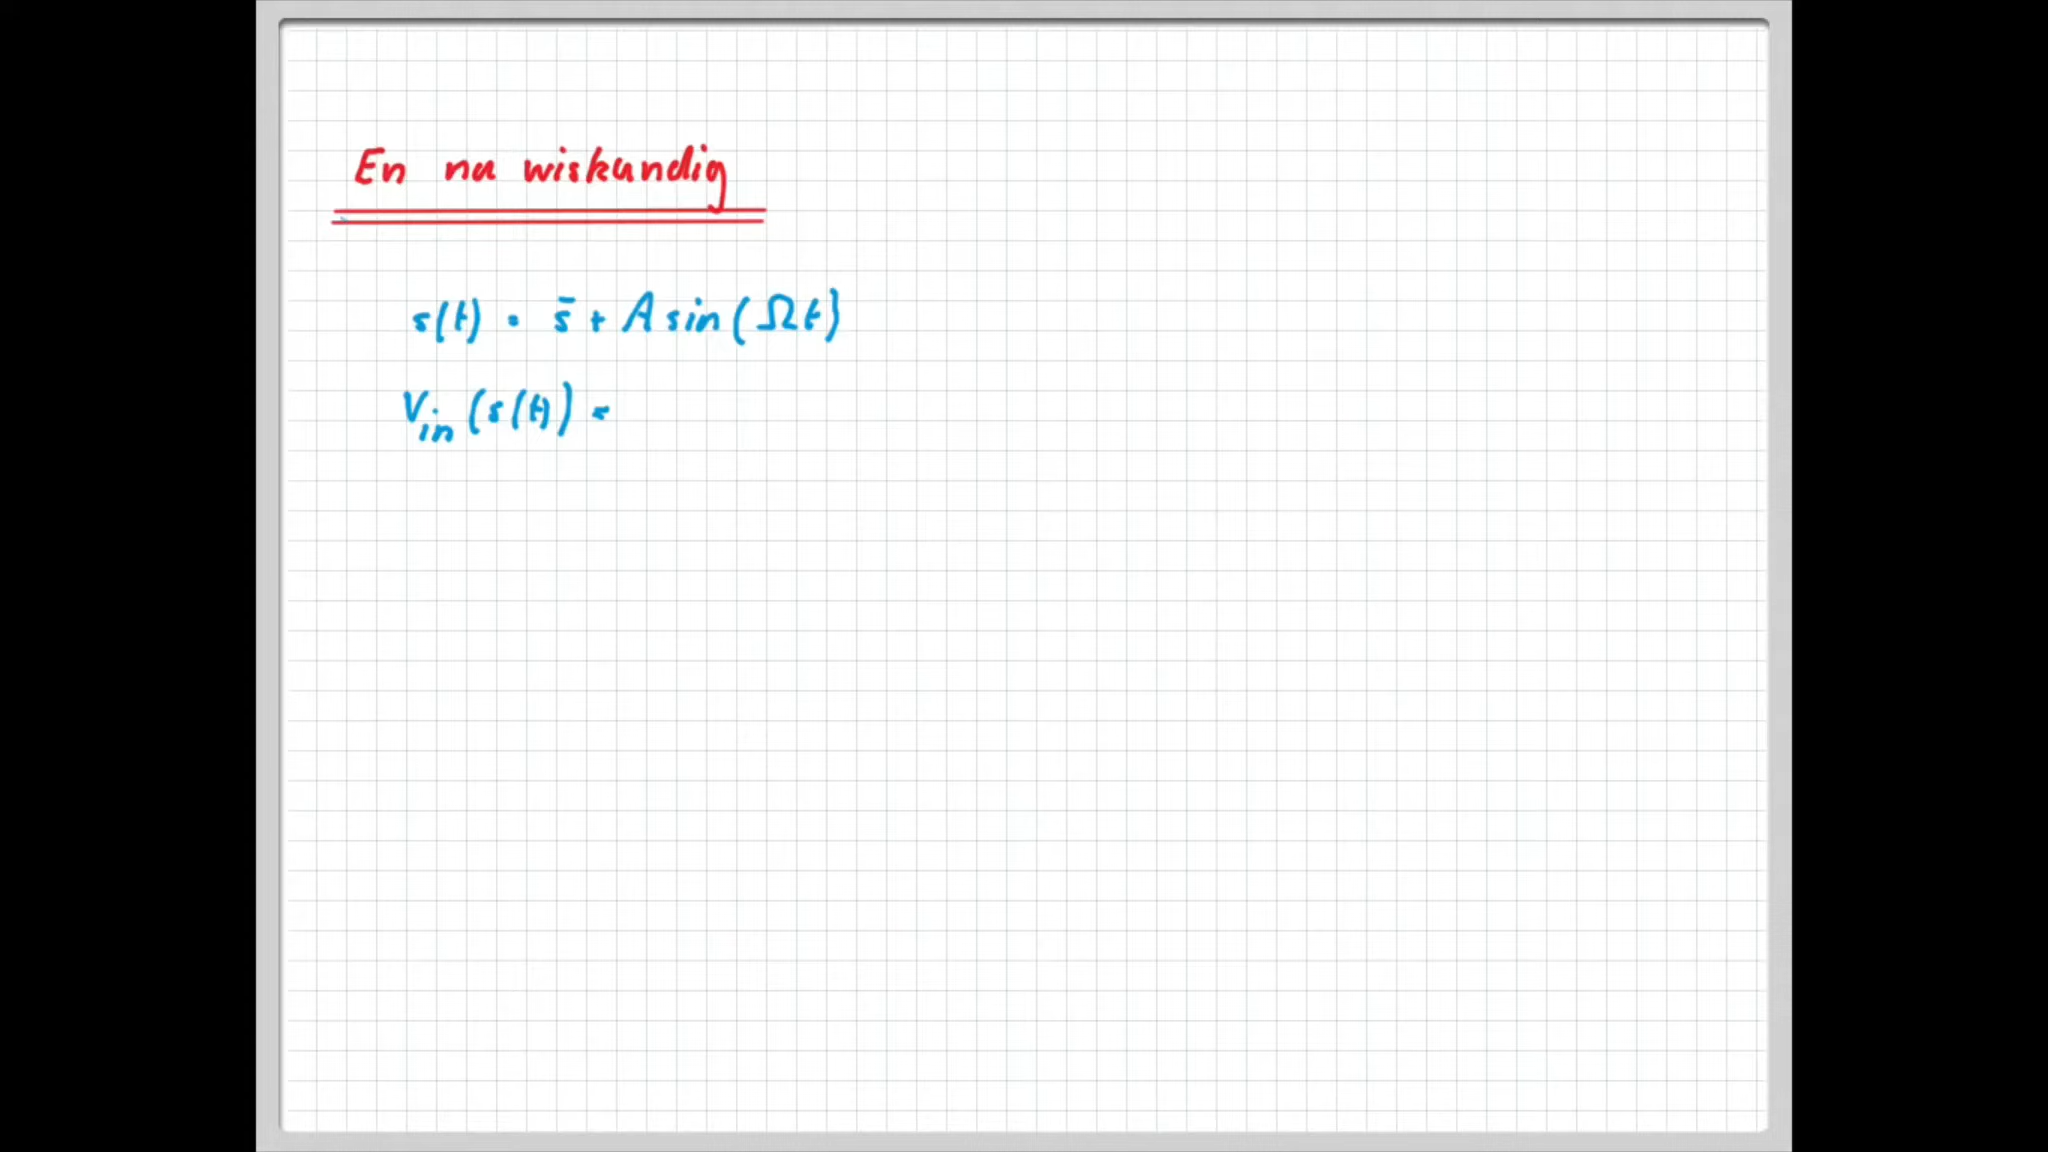 En nu wiskundig
s(t) = s̄ + A sin(Ωt)
V_in (s(t)) =